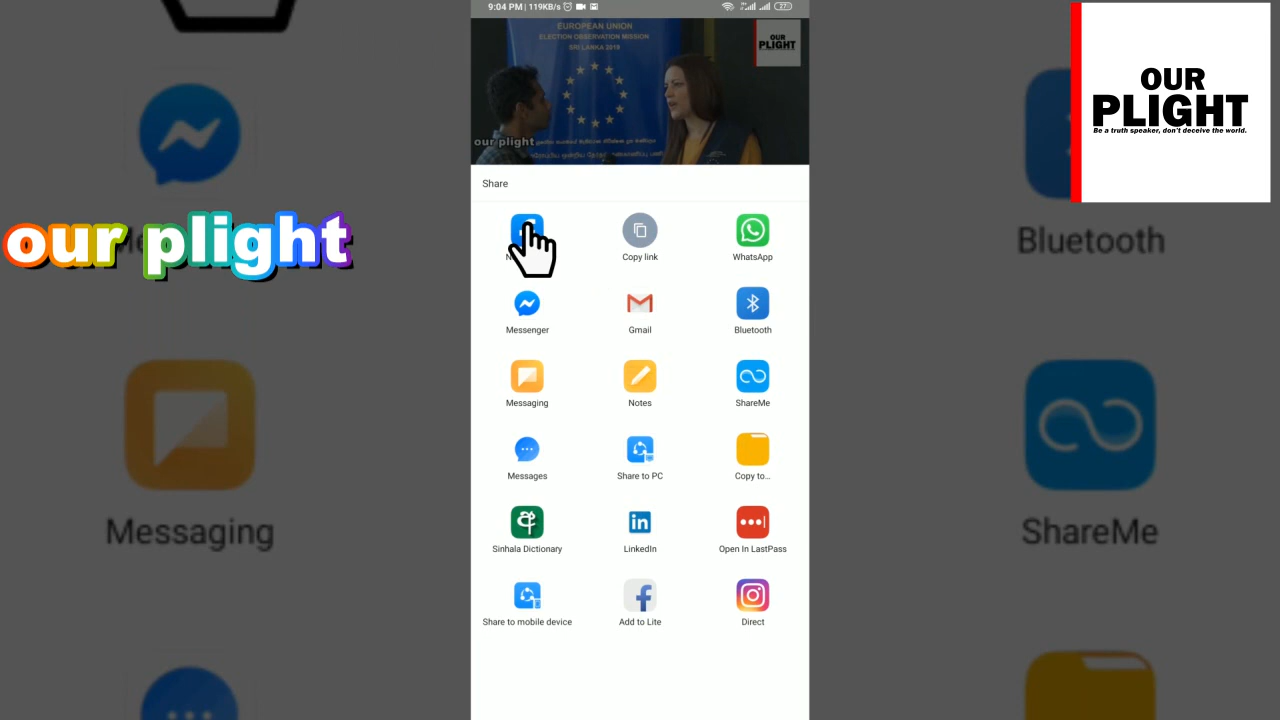 9:04 PM | 119KB/s
27
EUROPEAN UNION
ELECTION OBSERVATION MISSION
SRI LANKA 2019
OUR
PLIGHT
our plight
Share
N
Copy link
WhatsApp
Messenger
Gmail
Bluetooth
Messaging
Notes
ShareMe
Messages
Share to PC
Copy to...
අ
Sinhala Dictionary
in
LinkedIn
Open In LastPass
Share to mobile device
Add to Lite
Direct
our plight
Messaging
OUR
PLIGHT
Be a truth speaker, don't deceive the world.
Bluetooth
ShareMe